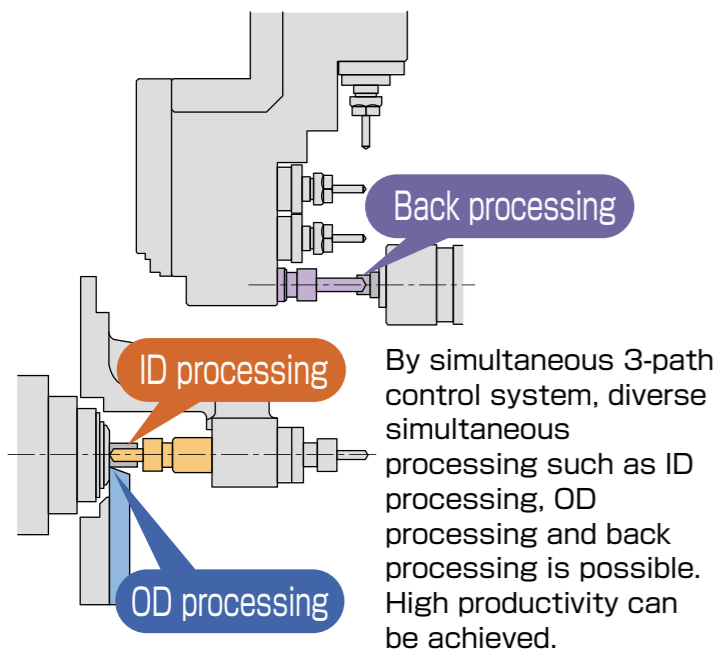 Back processing
ID processing
OD processing
By simultaneous 3-path
control system, diverse
simultaneous
processing such as ID
processing, OD
processing and back
processing is possible.
High productivity can
be achieved.